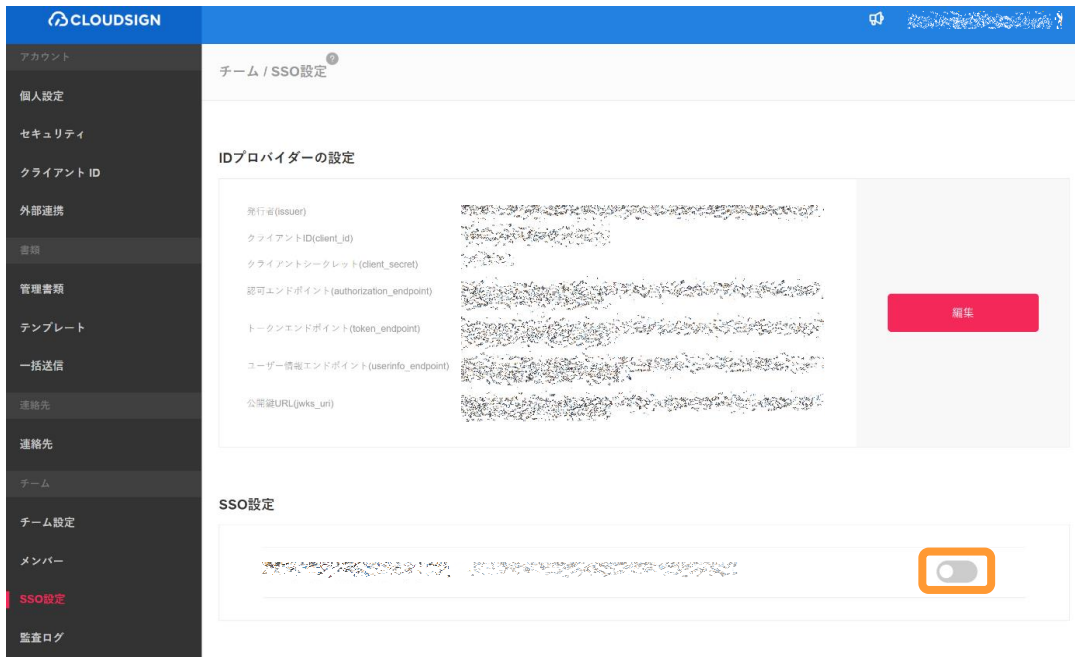 CLOUDSIGN
アカウント
個人設定
セキュリティ
クライアント ID
外部連携
書類
管理書類
テンプレート
一括送信
連絡先
連絡先
チーム
チーム設定
メンバー
SSO設定
監査ログ
チーム / SSO設定 ?
IDプロバイダーの設定
発行者(issuer)
クライアントID(client_id)
クライアントシークレット(client_secret)
認可エンドポイント(authorization_endpoint)
トークンエンドポイント(token_endpoint)
ユーザー情報エンドポイント(userinfo_endpoint)
公開鍵URL(jwks_uri)
編集
SSO設定